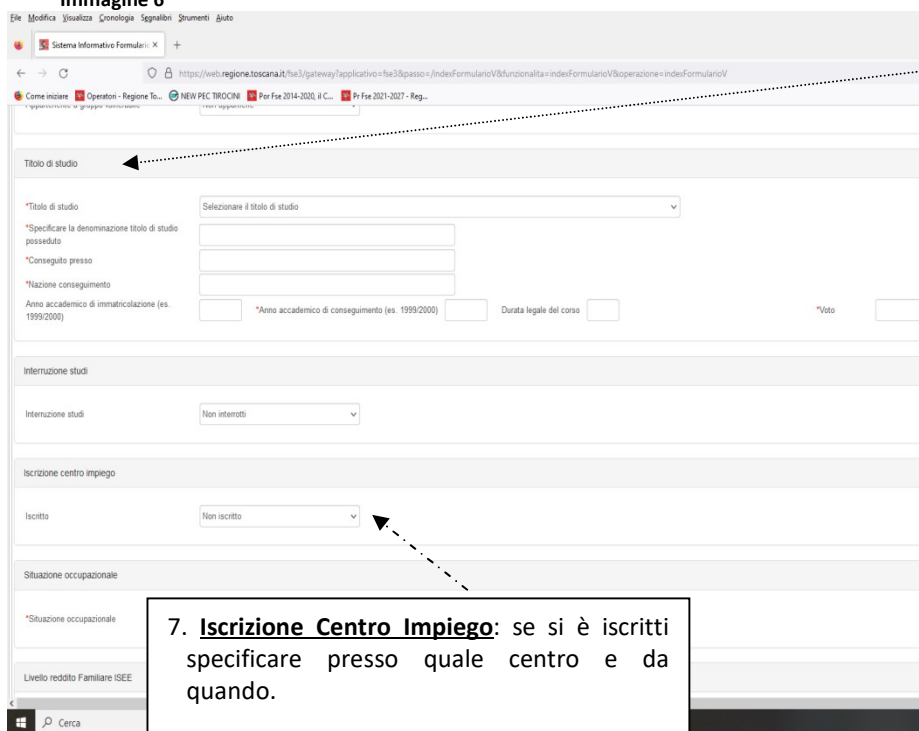 Immagine 6
File Modifica Visualizza Cronologia Segnalibri Strumenti Aiuto
Sistema Informativo Formulario × +
https://web.regione.toscana.it/fse3/gateway?applicativo=fse3&passo=/indexFormularioV&funzionalita=indexFormularioV&operazione=indexFormularioV
Come iniziare Operatori - Regione To... NEW PEC TIROCINI Por Fse 2014-2020, il C... Pr Fse 2021-2027 - Reg...
Appartenente a gruppo vulnerabile Non appartiene
Titolo di studio
*Titolo di studio Selezionare il titolo di studio
*Specificare la denominazione titolo di studio
posseduto
*Conseguito presso
*Nazione conseguimento
Anno accademico di immatricolazione (es. *Anno accademico di conseguimento (es. 1999/2000) Durata legale del corso *Voto
1999/2000)
Interruzione studi
Interruzione studi Non interrotti
Iscrizione centro impiego
Iscritto Non iscritto
Situazione occupazionale
*Situazione occupazionale
7. Iscrizione Centro Impiego: se si è iscritti
specificare presso quale centro e da
quando.
Livello reddito Familiare ISEE
Cerca